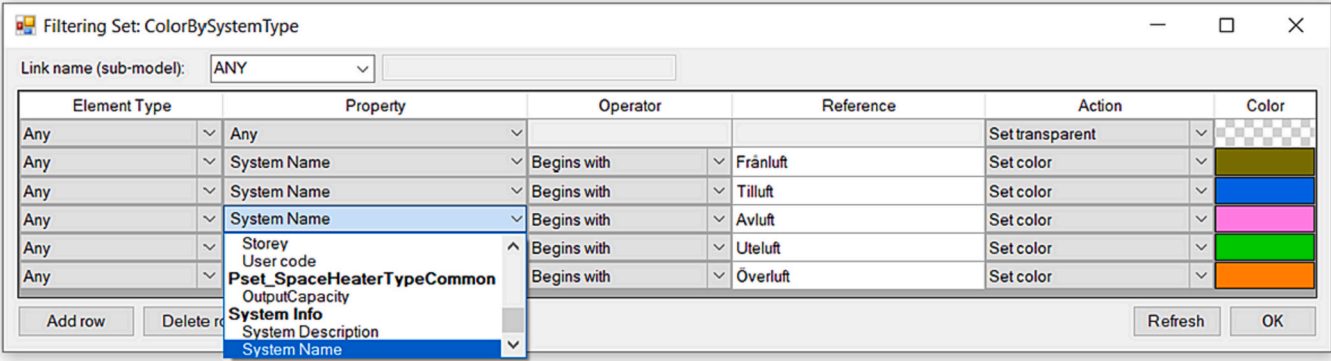 Filtering Set: ColorBySystemType
Link name (sub-model): ANY
Element Type Property Operator Reference Action Color
Any Any Set transparent
Any System Name Begins with Frånluft Set color
Any System Name Begins with Tilluft Set color
Any System Name Begins with Avluft Set color
Any Begins with Uteluft Set color
Any Begins with Överluft Set color
Storey
User code
Pset_SpaceHeaterTypeCommon
OutputCapacity
System Info
System Description
System Name
Add row Delete ro Refresh OK